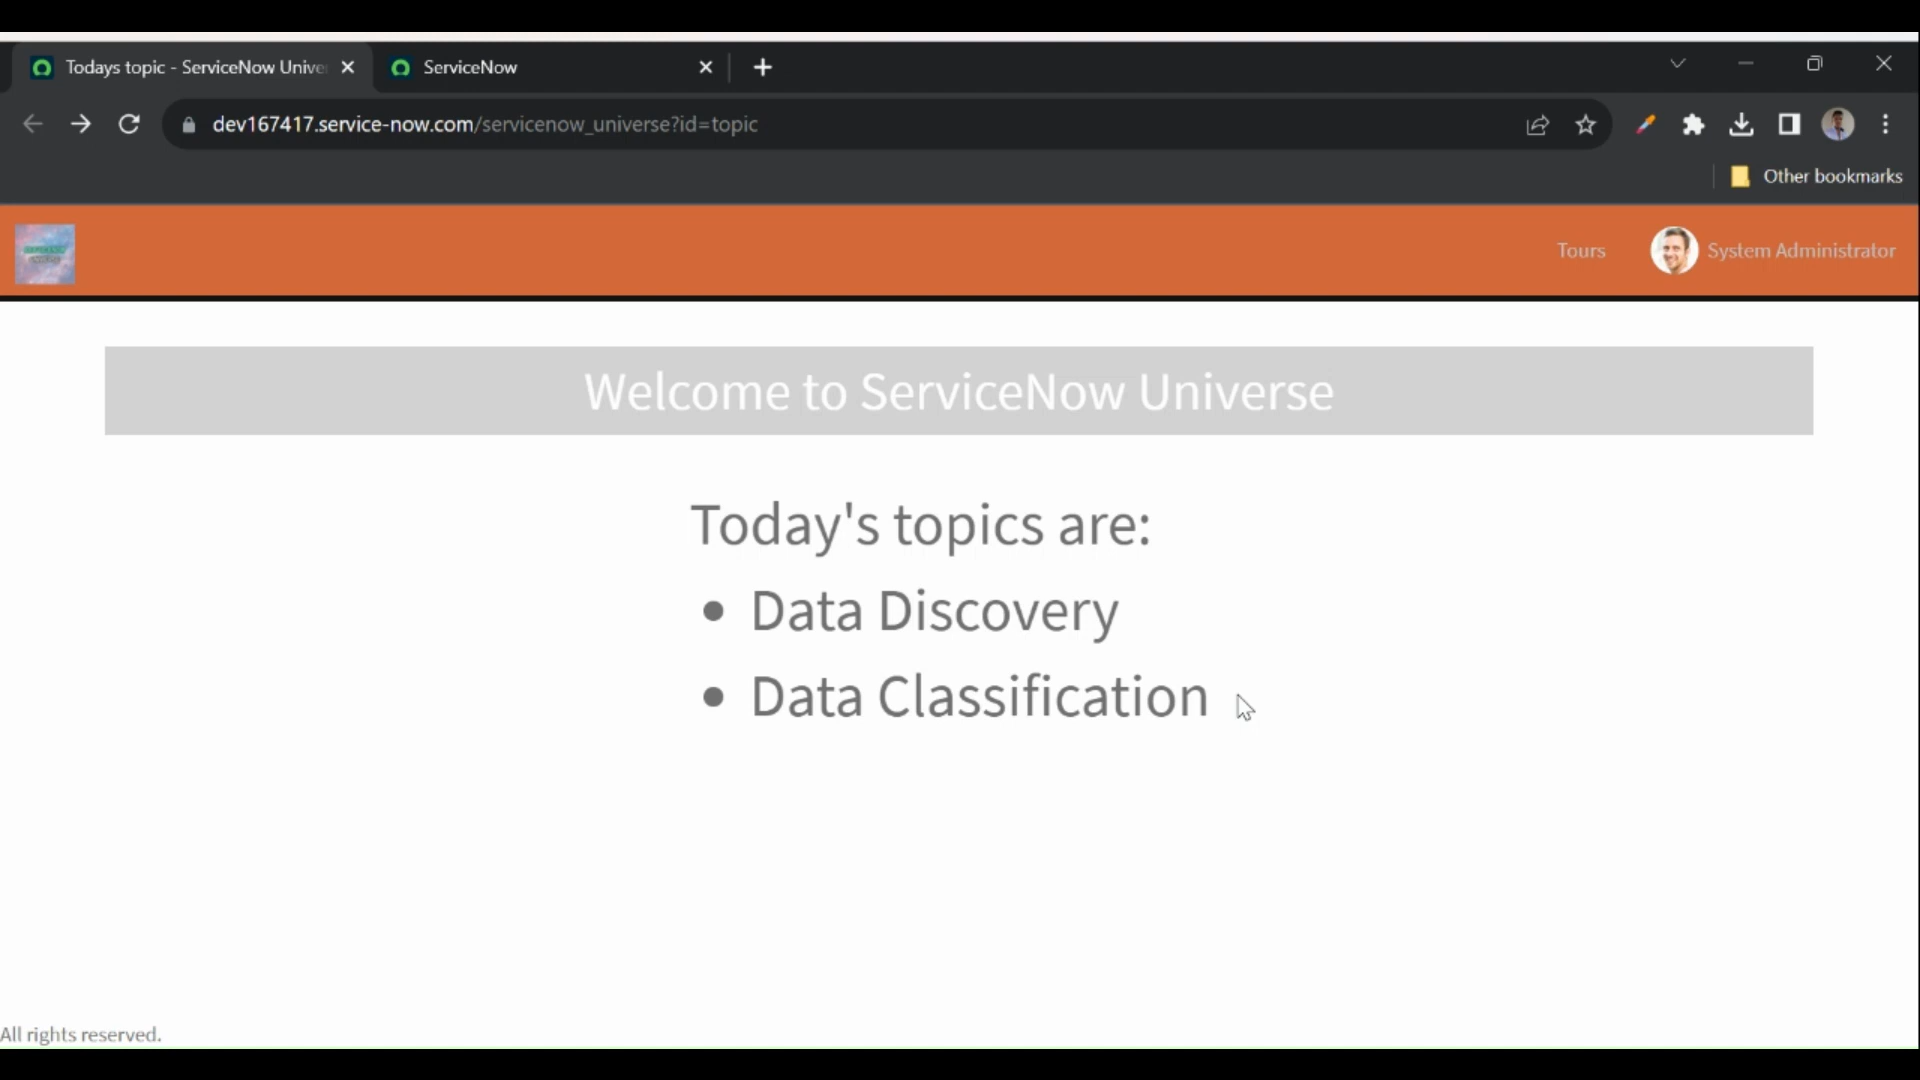 Todays topic - ServiceNow Unive
ServiceNow
dev167417.service-now.com/servicenow_universe?id=topic
Other bookmarks
Tours
System Administrator
Welcome to ServiceNow Universe
Today's topics are:
• Data Discovery
• Data Classification
All rights reserved.